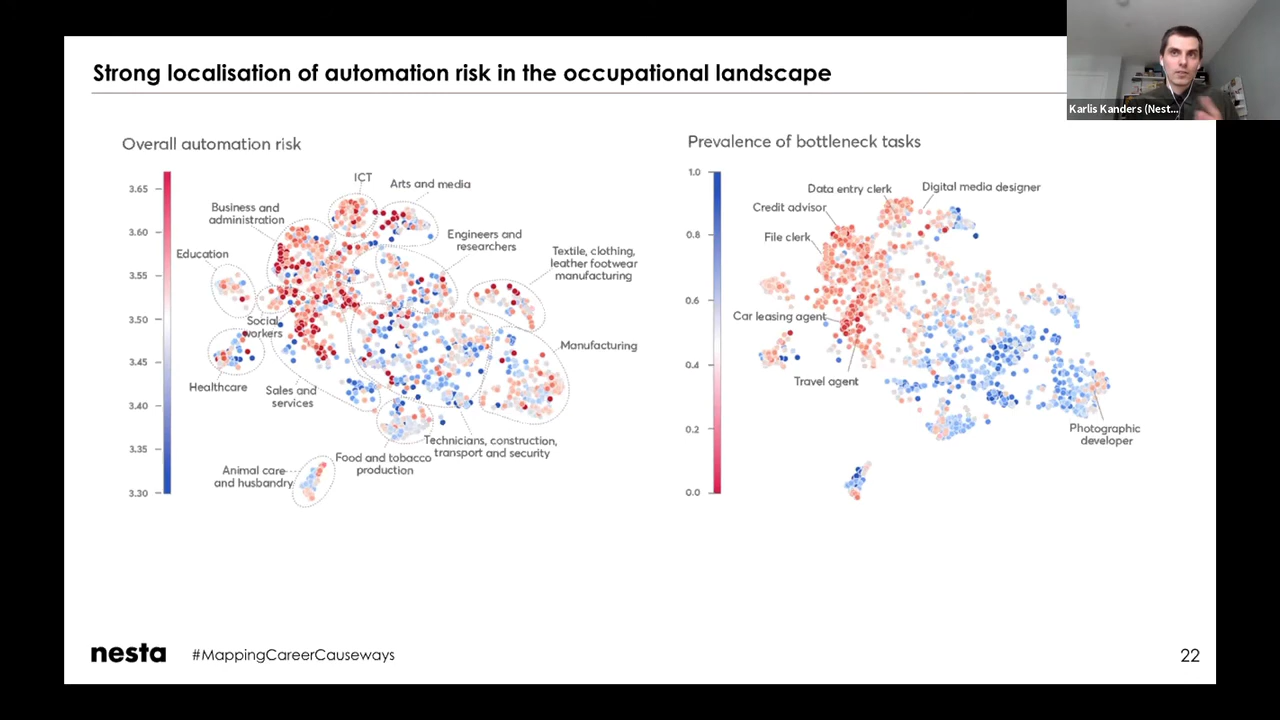 Strong localisation of automation risk in the occupational landscape
Karlis Kanders (Nest...
Overall automation risk
3.65
3.60
3.55
3.50
3.45
3.40
3.35
3.30
ICT
Arts and media
Business and
administration
Engineers and
researchers
Education
Textile, clothing,
leather footwear
manufacturing
Social
workers
Manufacturing
Healthcare
Sales and
services
Technicians, construction,
transport and security
Food and tobacco
production
Animal care
and husbandry
Prevalence of bottleneck tasks
1.0
0.8
0.6
0.4
0.2
0.0
Data entry clerk
Digital media designer
Credit advisor
File clerk
Car leasing agent
Travel agent
Photographic
developer
nesta
#MappingCareerCauseways
22